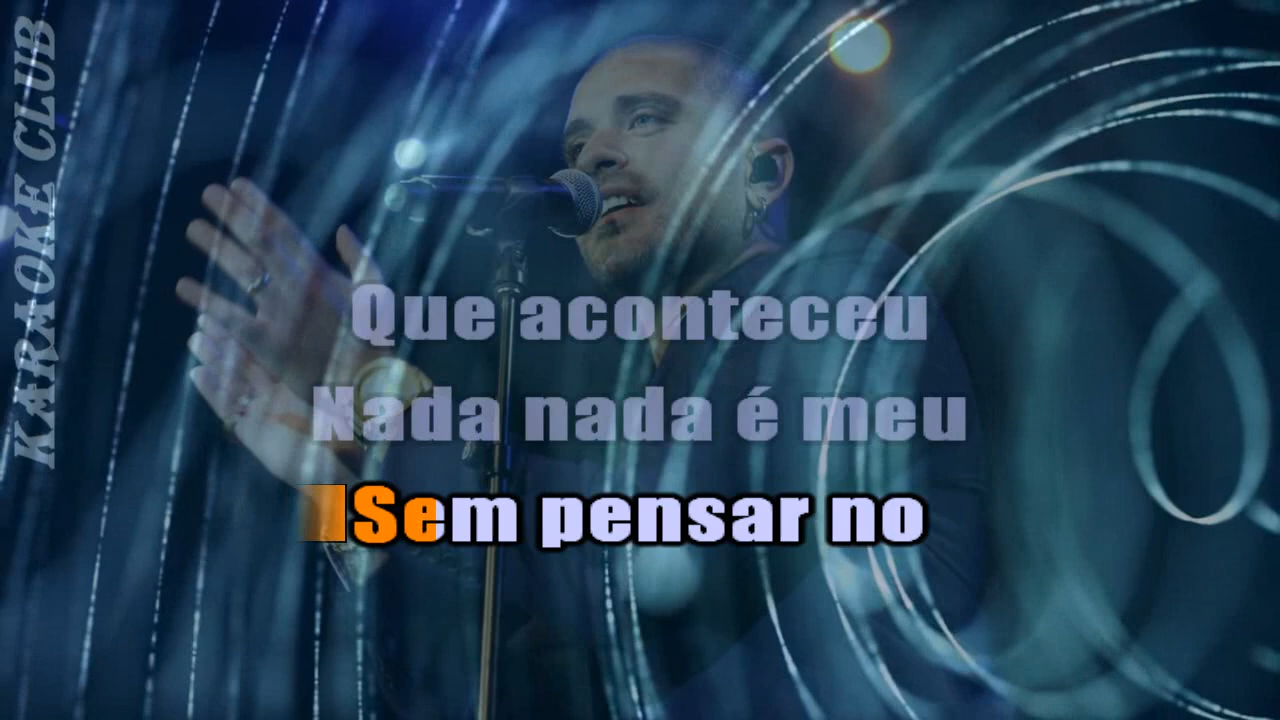 KARAOKE CLUB
Que aconteceu
Nada nada é meu
Sem pensar no